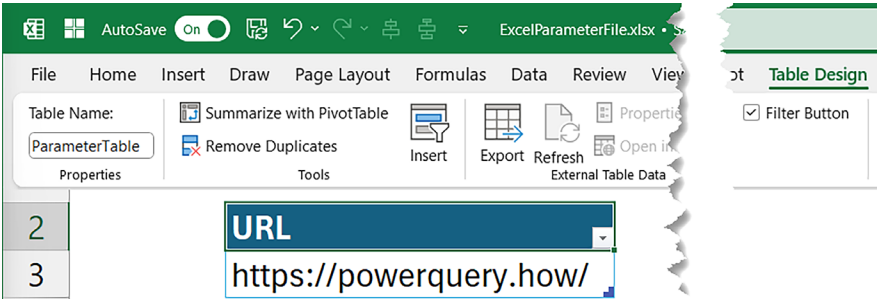 AutoSave On ExcelParameterFile.xlsx •
File Home Insert Draw Page Layout Formulas Data Review Table Design
Table Name:
ParameterTable
Properties
Summarize with PivotTable
Remove Duplicates
Tools
Insert
Export
Refresh
Open in
External Table Data
Filter Button
2 URL
3 https://powerquery.how/